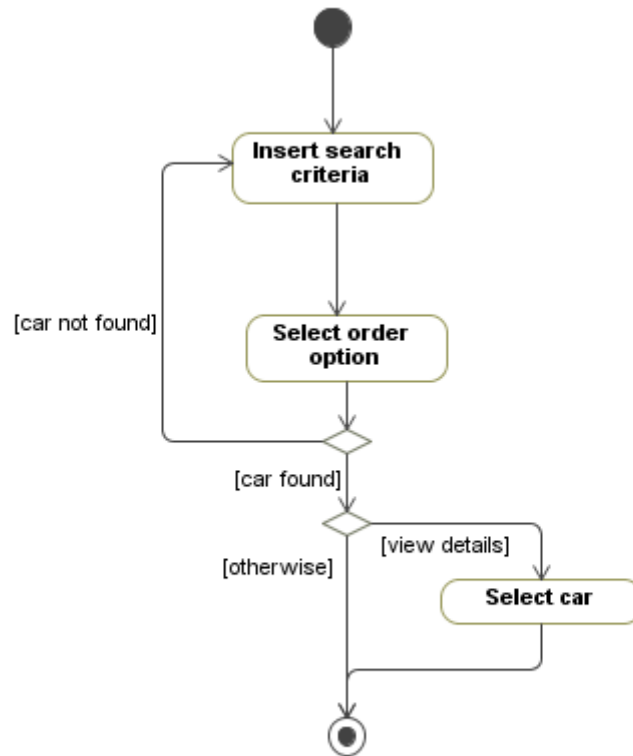 Insert search
criteria
[car not found]
Select order
option
[car found]
[view details]
[otherwise]
Select car